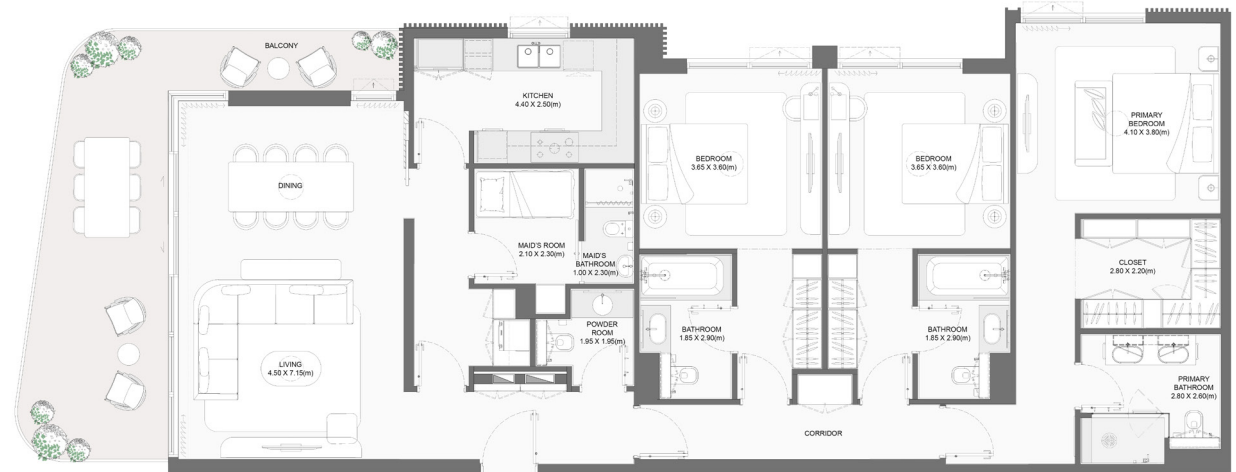 BALCONY
KITCHEN
4.40 X 2.50(m)
DINING
LIVING
4.50 X 7.15(m)
MAID'S ROOM
2.10 X 2.30(m)
MAID'S
BATHROOM
1.00 X 2.30(m)
POWDER
ROOM
1.95 X 1.95(m)
BEDROOM
3.65 X 3.60(m)
BATHROOM
1.85 X 2.90(m)
BEDROOM
3.65 X 3.60(m)
BATHROOM
1.85 X 2.90(m)
CORRIDOR
PRIMARY
BEDROOM
4.10 X 3.80(m)
CLOSET
2.80 X 2.20(m)
PRIMARY
BATHROOM
2.80 X 2.60(m)